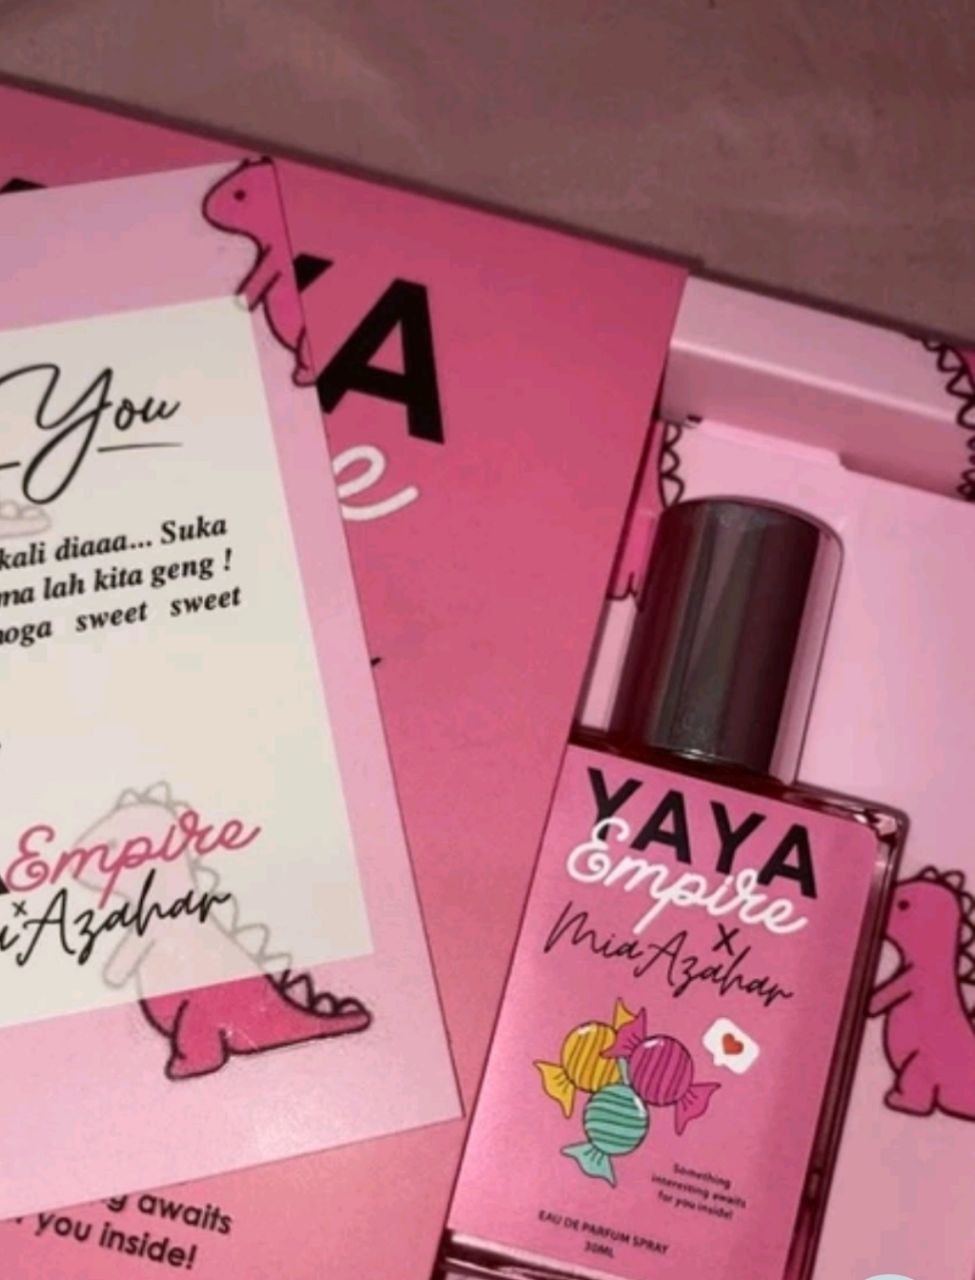 YA
e
You
kali diaaa... Suka
ma lah kita geng !
moga sweet sweet
Empire
x
Azahar
g awaits
you inside!
YAYA
Empire
x
Mia Azahar
Something
interesting awaits
for you inside!
EAU DE PARFUM SPRAY
30ML